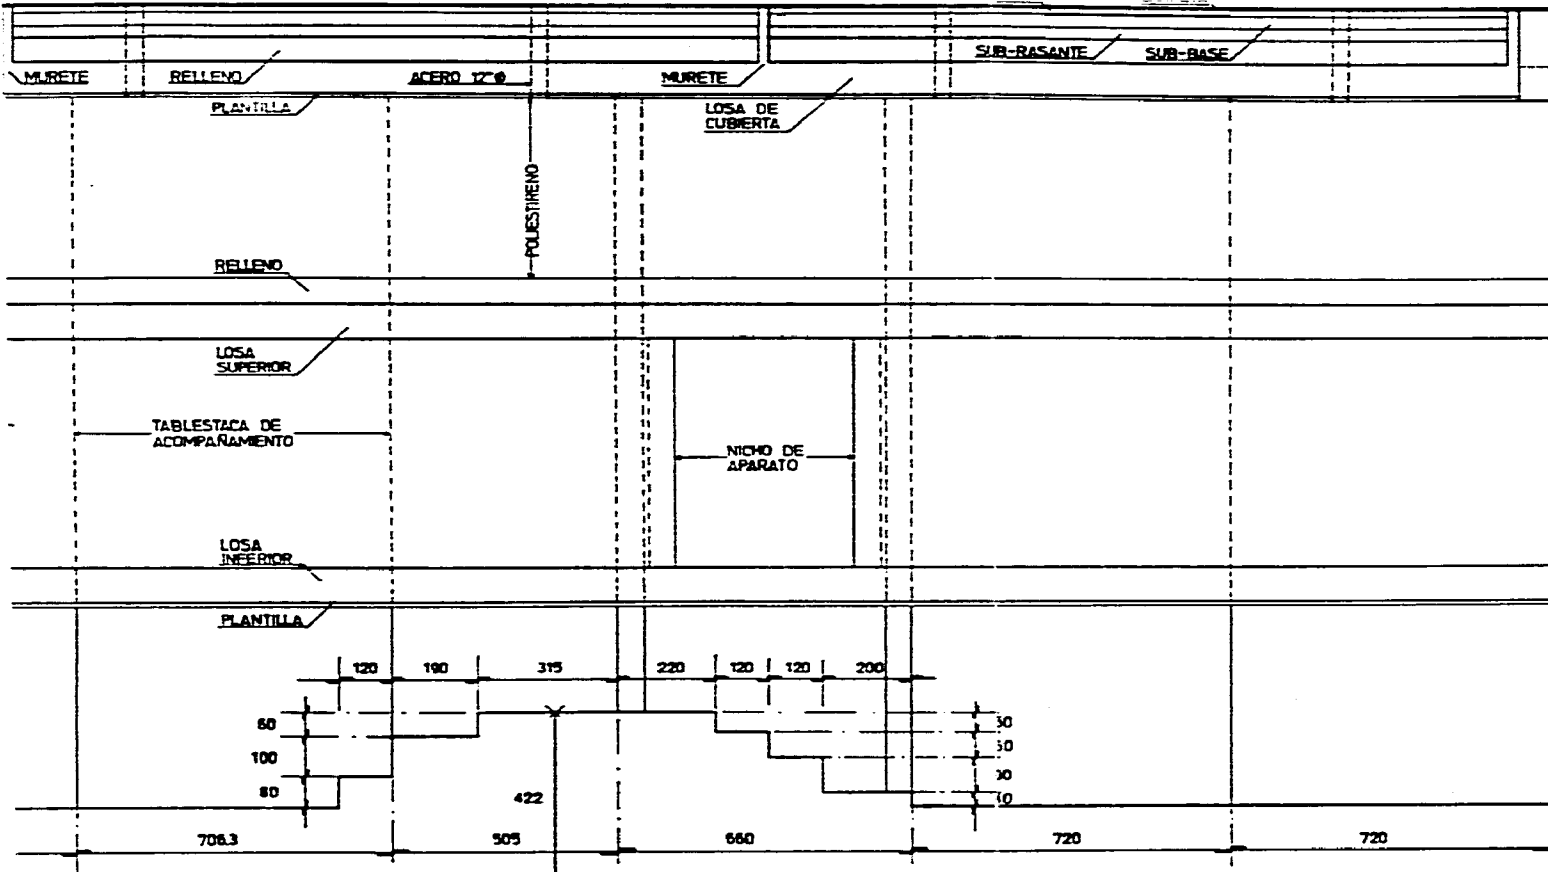 SUB-RASANTE
SUB-BASE
MURETE
RELLENO
ACERO 12"Ø
MURETE
PLANTILLA
LOSA DE
CUBIERTA
POLIESTIRENO
RELLENO
LOSA
SUPERIOR
TABLESTACA DE
ACOMPAÑAMIENTO
NICHO DE
APARATO
LOSA
INFERIOR
PLANTILLA
120 190 315 220 120 120 200
60
100
80
422
706.3 505 660 720 720